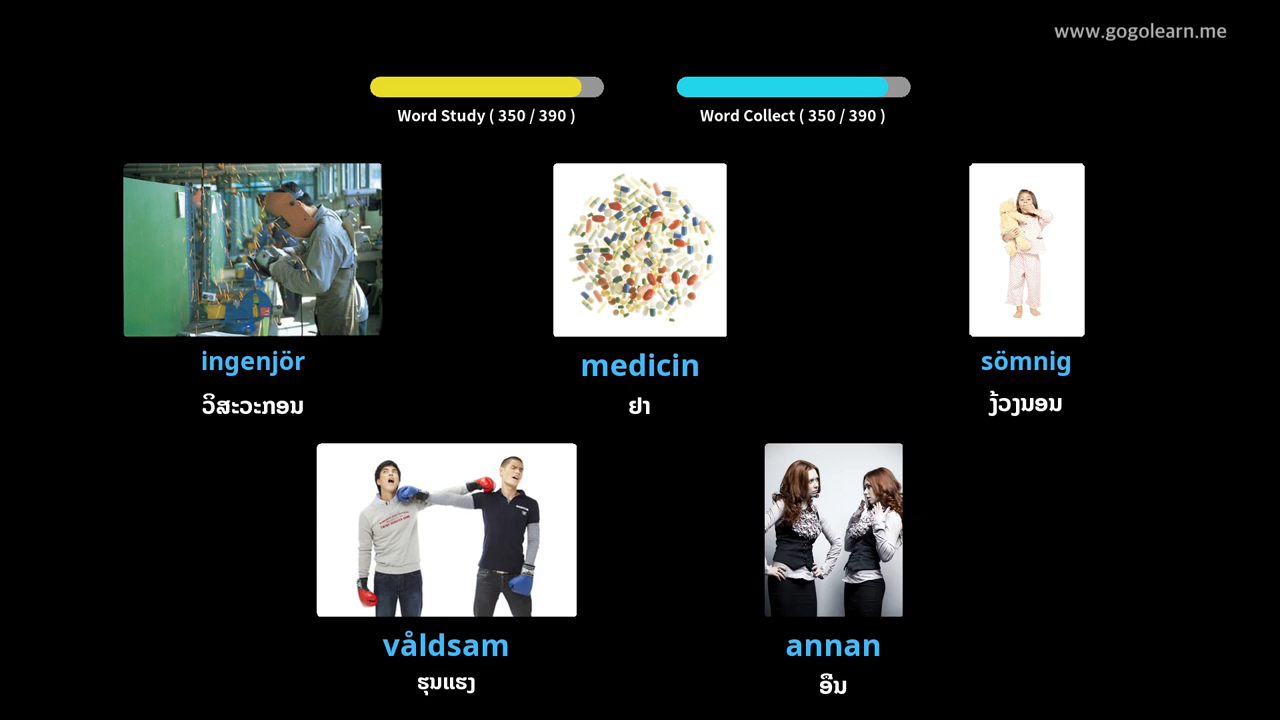 www.gogolearn.me
Word Study ( 350 / 390 )
Word Collect ( 350 / 390 )
ingenjör
ວິສະວະກອນ
medicin
ຢາ
sömnig
ງ້ວງນອນ
våldsam
ຮຸນແຮງ
annan
ອື່ນ